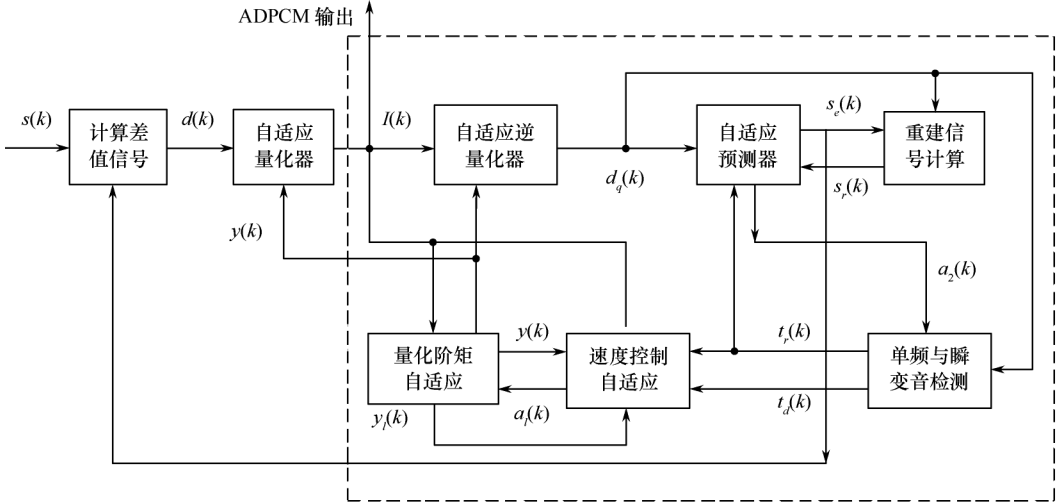 ADPCM 输出
s(k)
计算差
值信号
d(k)
自适应
量化器
I(k)
自适应逆
量化器
d_q(k)
自适应
预测器
s_e(k)
重建信
号计算
s_r(k)
y(k)
a_2(k)
量化阶矩
自适应
y(k)
速度控制
自适应
t_r(k)
单频与瞬
变音检测
y_l(k)
a_l(k)
t_d(k)